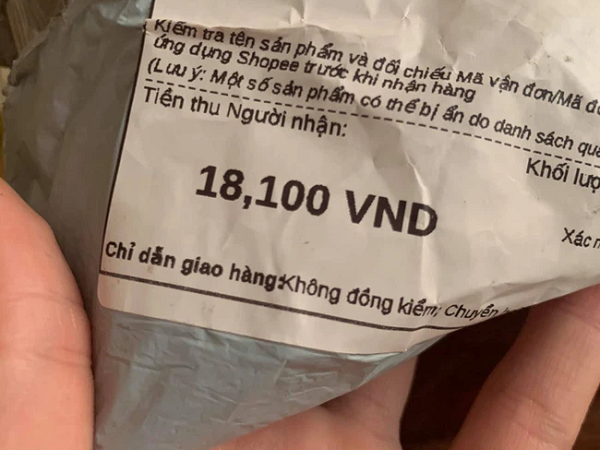 Kiểm tra tên sản phẩm và đối chiếu Mã vận đơn/Mã
ứng dụng Shopee trước khi nhận hàng
(Lưu ý: Một số sản phẩm có thể bị ẩn do danh sách
Tiền thu Người nhận:
Khối
18,100 VND
Xác
Chỉ dẫn giao hàng:Không đồng kiểm; Chuyển